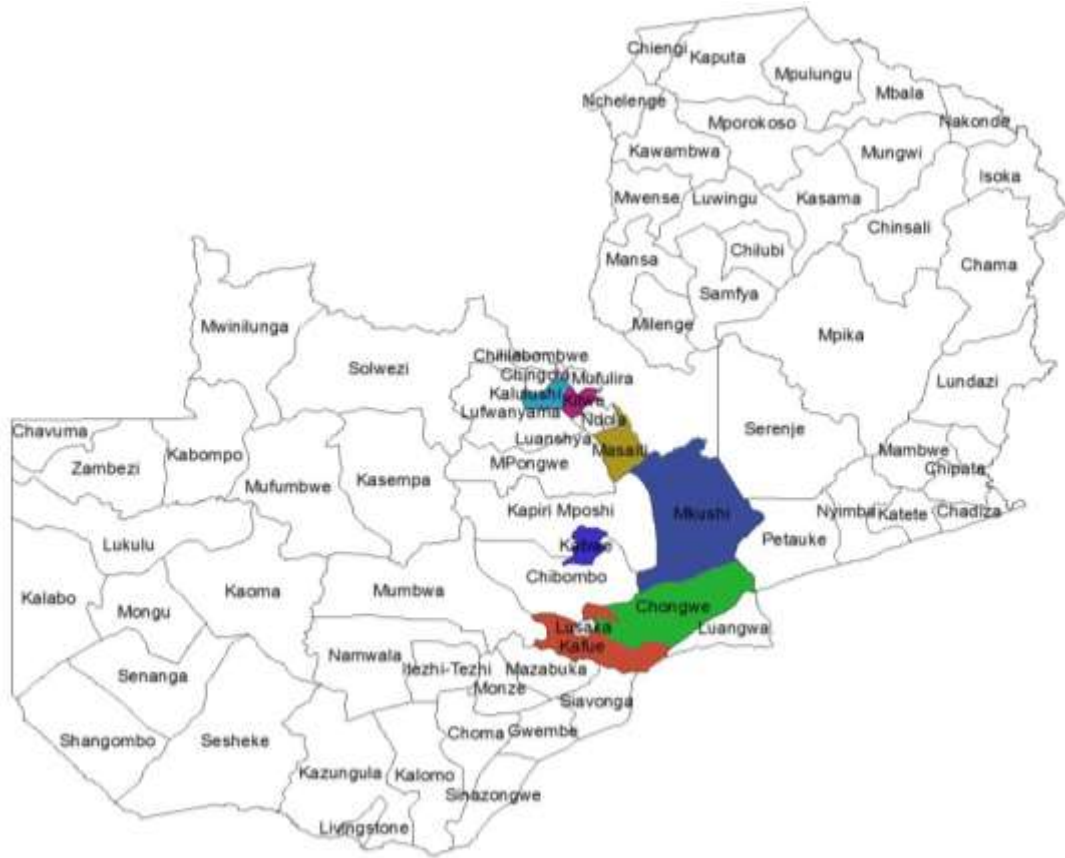 Chiengi
Kaputa
Mpulungu
Mbala
Nchelenge
Mporokoso
Nakonde
Kawambwa
Mungwi
Isoka
Mwense
Luwingu
Kasama
Chinsali
Mansa
Chilubi
Chama
Samfya
Milenge
Mpika
Mwinilunga
Solwezi
Mufulira
Kalulushi
Kitwe
Lundazi
Lufwanyama
Ndola
Chavuma
Luanshya
Serenje
Kabompo
Masaiti
Mambwe
Zambezi
MPongwe
Chipata
Kasempa
Mufumbwe
Kapiri Mposhi
Mkushi
Nyimba
Katete
Chadiza
Petauke
Lukulu
Kabwe
Chibombo
Kalabo
Kaoma
Mumbwa
Mongu
Chongwe
Lusaka
Luangwa
Kafue
Namwala
Itezhi-Tezhi
Mazabuka
Senanga
Monze
Siavonga
Shangombo
Sesheke
Choma
Gwembe
Kazungula
Kalomo
Sinazongwe
Livingstone